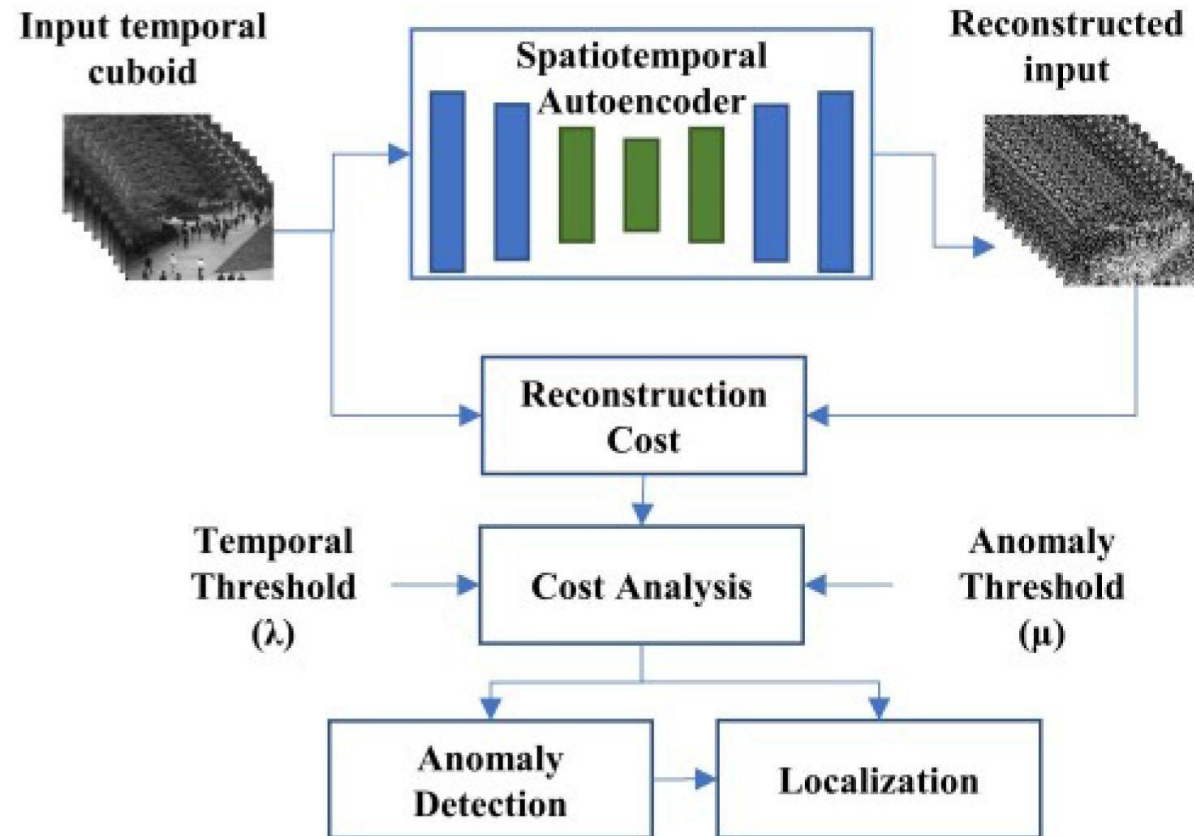 Input temporal
cuboid
Spatiotemporal
Autoencoder
Reconstructed
input
Reconstruction
Cost
Temporal
Threshold
(λ)
Cost Analysis
Anomaly
Threshold
(μ)
Anomaly
Detection
Localization